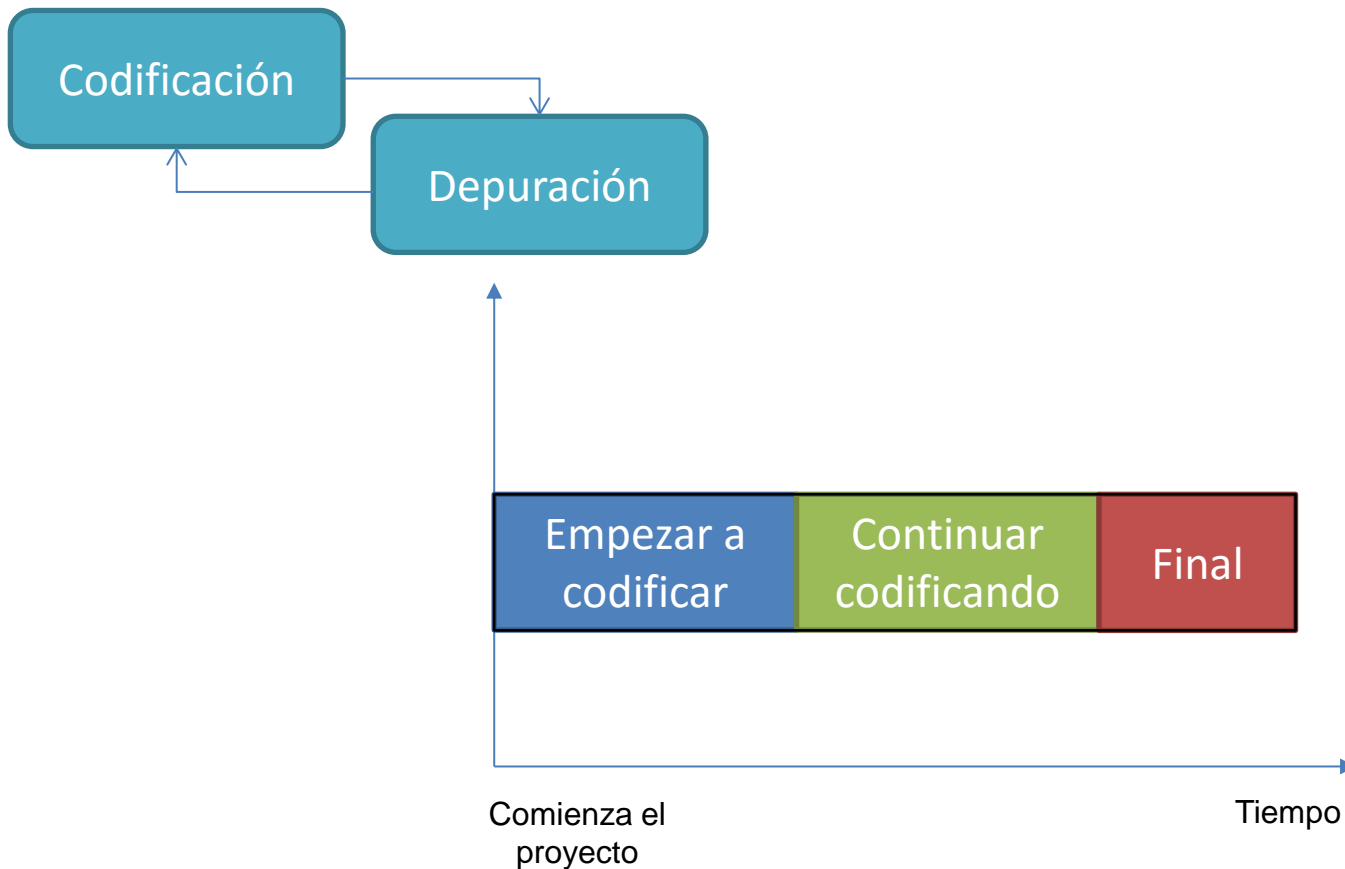 Codificación
Depuración
Empezar a
codificar
Continuar
codificando
Final
Comienza el
proyecto
Tiempo